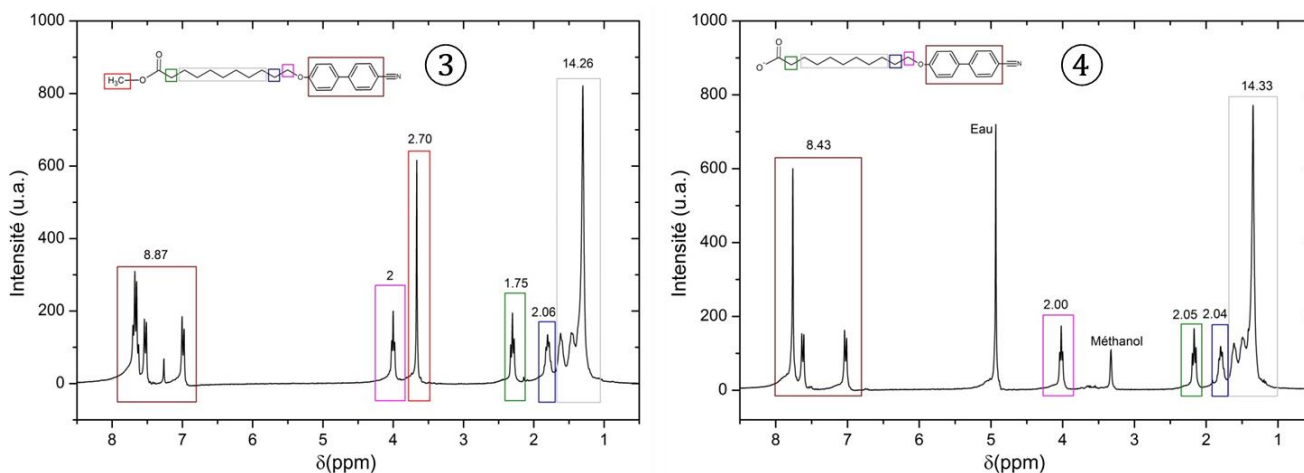 1000
800
600
400
200
0
Intensité (u.a.)
8 7 6 5 4 3 2 1
δ(ppm)
H₃C
O
O
O
N
3
8.87
2
2.70
1.75
2.06
14.26
1000
800
600
400
200
0
Intensité (u.a.)
8 7 6 5 4 3 2 1
δ(ppm)
O
O
O
N
4
8.43
Eau
2.00
Méthanol
2.05
2.04
14.33